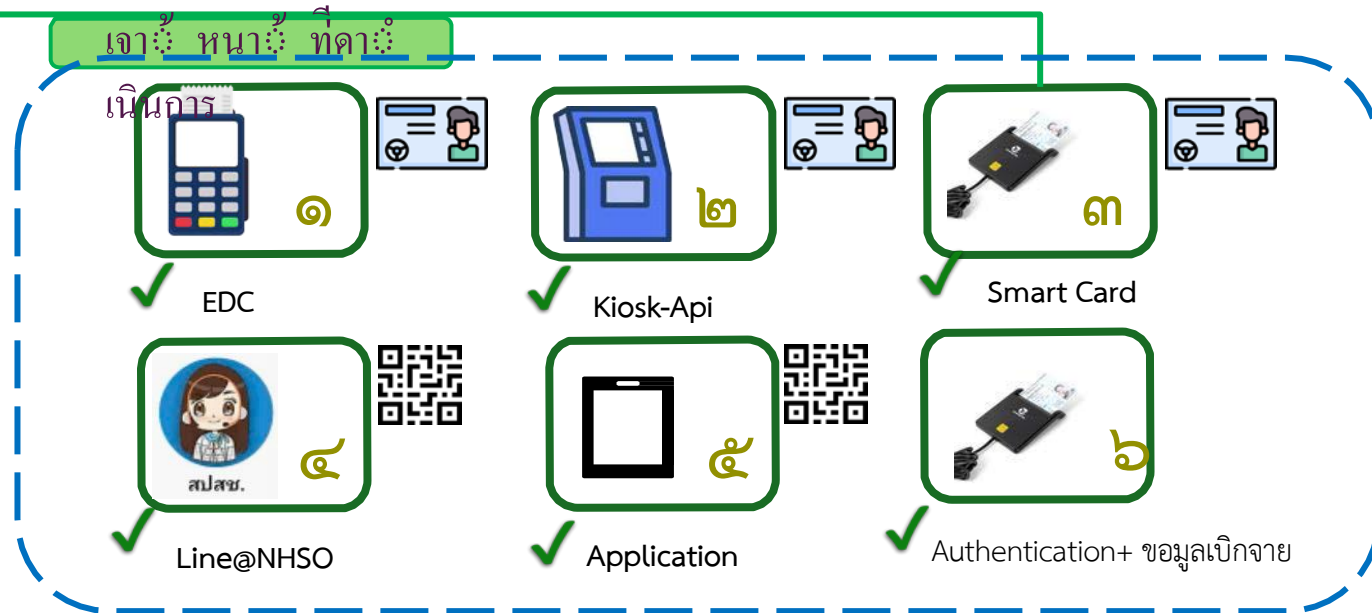 เจา้ หนา้ ที่ดาํ
เนินการ
๑
๒
๓
EDC
Kiosk-Api
Smart Card
สปสช.
๔
๕
๖
Line@NHSO
Application
Authentication+ ขอมูลเบิกจาย